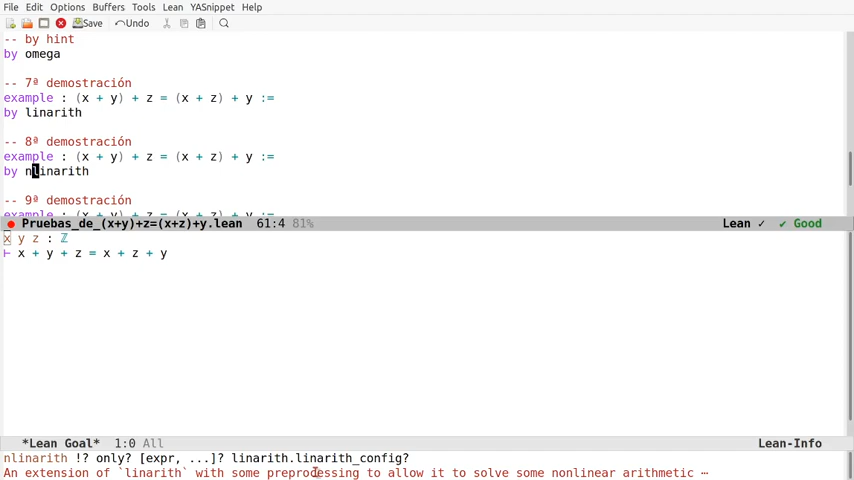 File Edit Options Buffers Tools Lean YASnippet Help
Save Undo
-- by hint
by omega
-- 7ª demostración
example : (x + y) + z = (x + z) + y :=
by linarith
-- 8ª demostración
example : (x + y) + z = (x + z) + y :=
by nlinarith
-- 9ª demostración
example : (x + y) + z = (x + z) + y :=
Pruebas_de_(x+y)+z=(x+z)+y.lean 61:4 81% Lean ✓ ✔ Good
x y z : ℤ
⊢ x + y + z = x + z + y
*Lean Goal* 1:0 All Lean-Info
nlinarith !? only? [expr, ...]? linarith.linarith_config?
An extension of `linarith` with some preprocessing to allow it to solve some nonlinear arithmetic ⋯